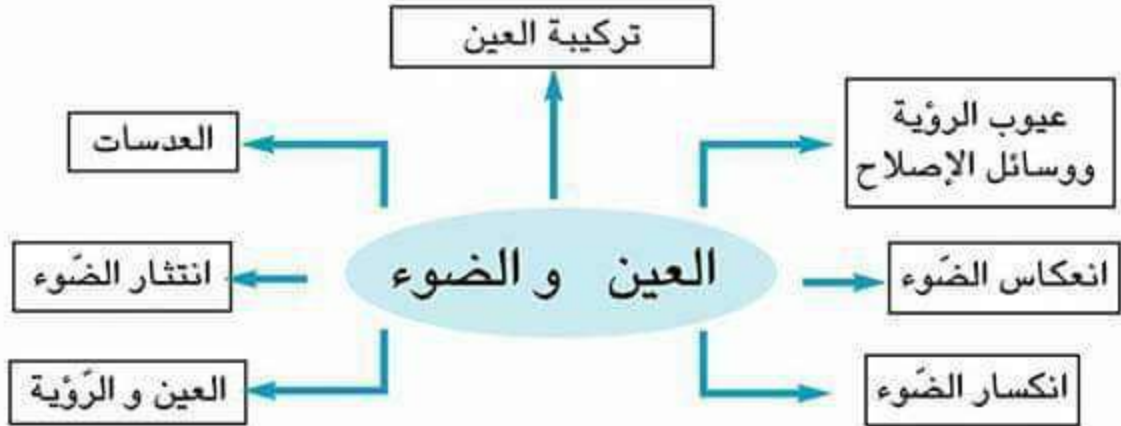 تركيبة العين
عيوب الرؤية
ووسائل الإصلاح
العدسات
العين و الضوء
انعكاس الضّوء
انتثار الضّوء
انكسار الضّوء
العين و الرّؤية